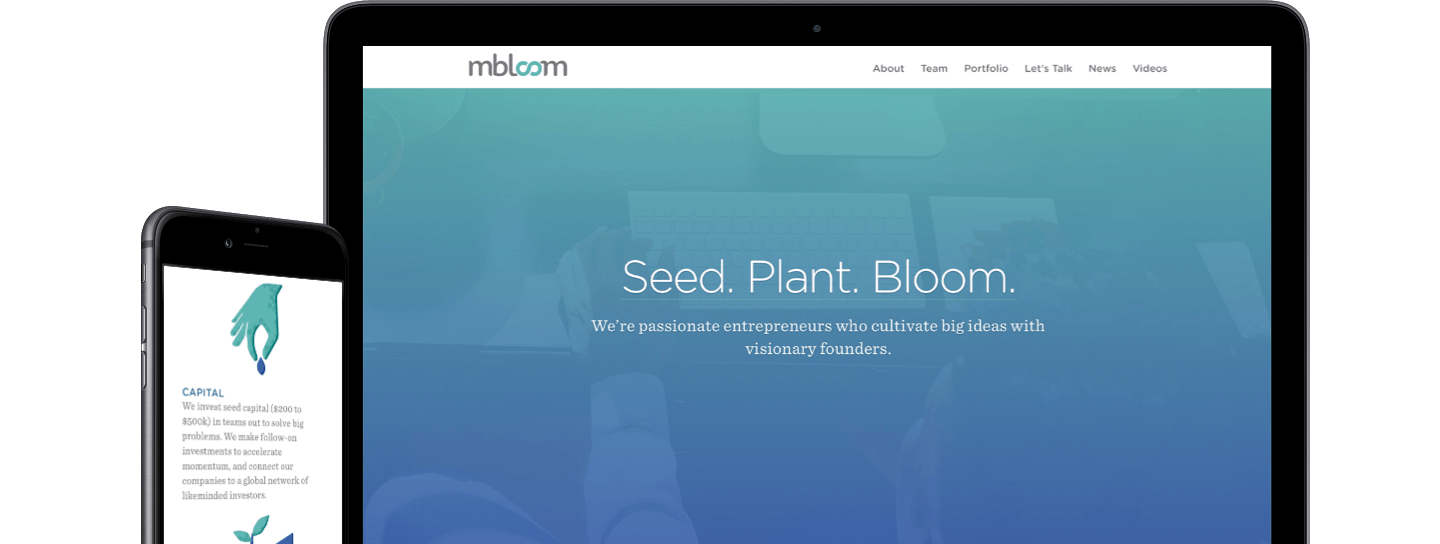 mbloom
About Team Portfolio Let's Talk News Videos
Seed. Plant. Bloom.
We're passionate entrepreneurs who cultivate big ideas with
visionary founders.
CAPITAL
We invest seed capital ($200 to
$500k) in teams out to solve big
problems. We make follow-on
investments to accelerate
momentum, and connect our
companies to a global network of
likeminded investors.